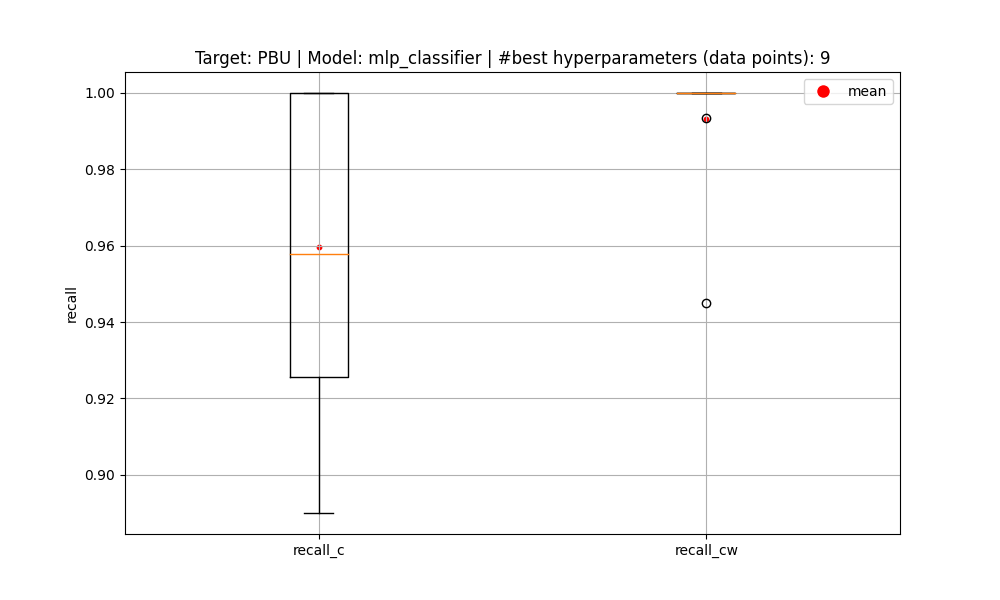 Target: PBU | Model: mlp_classifier | #best hyperparameters (data points): 9
mean
1.00
0.98
0.96
0.94
0.92
0.90
recall
recall_c
recall_cw